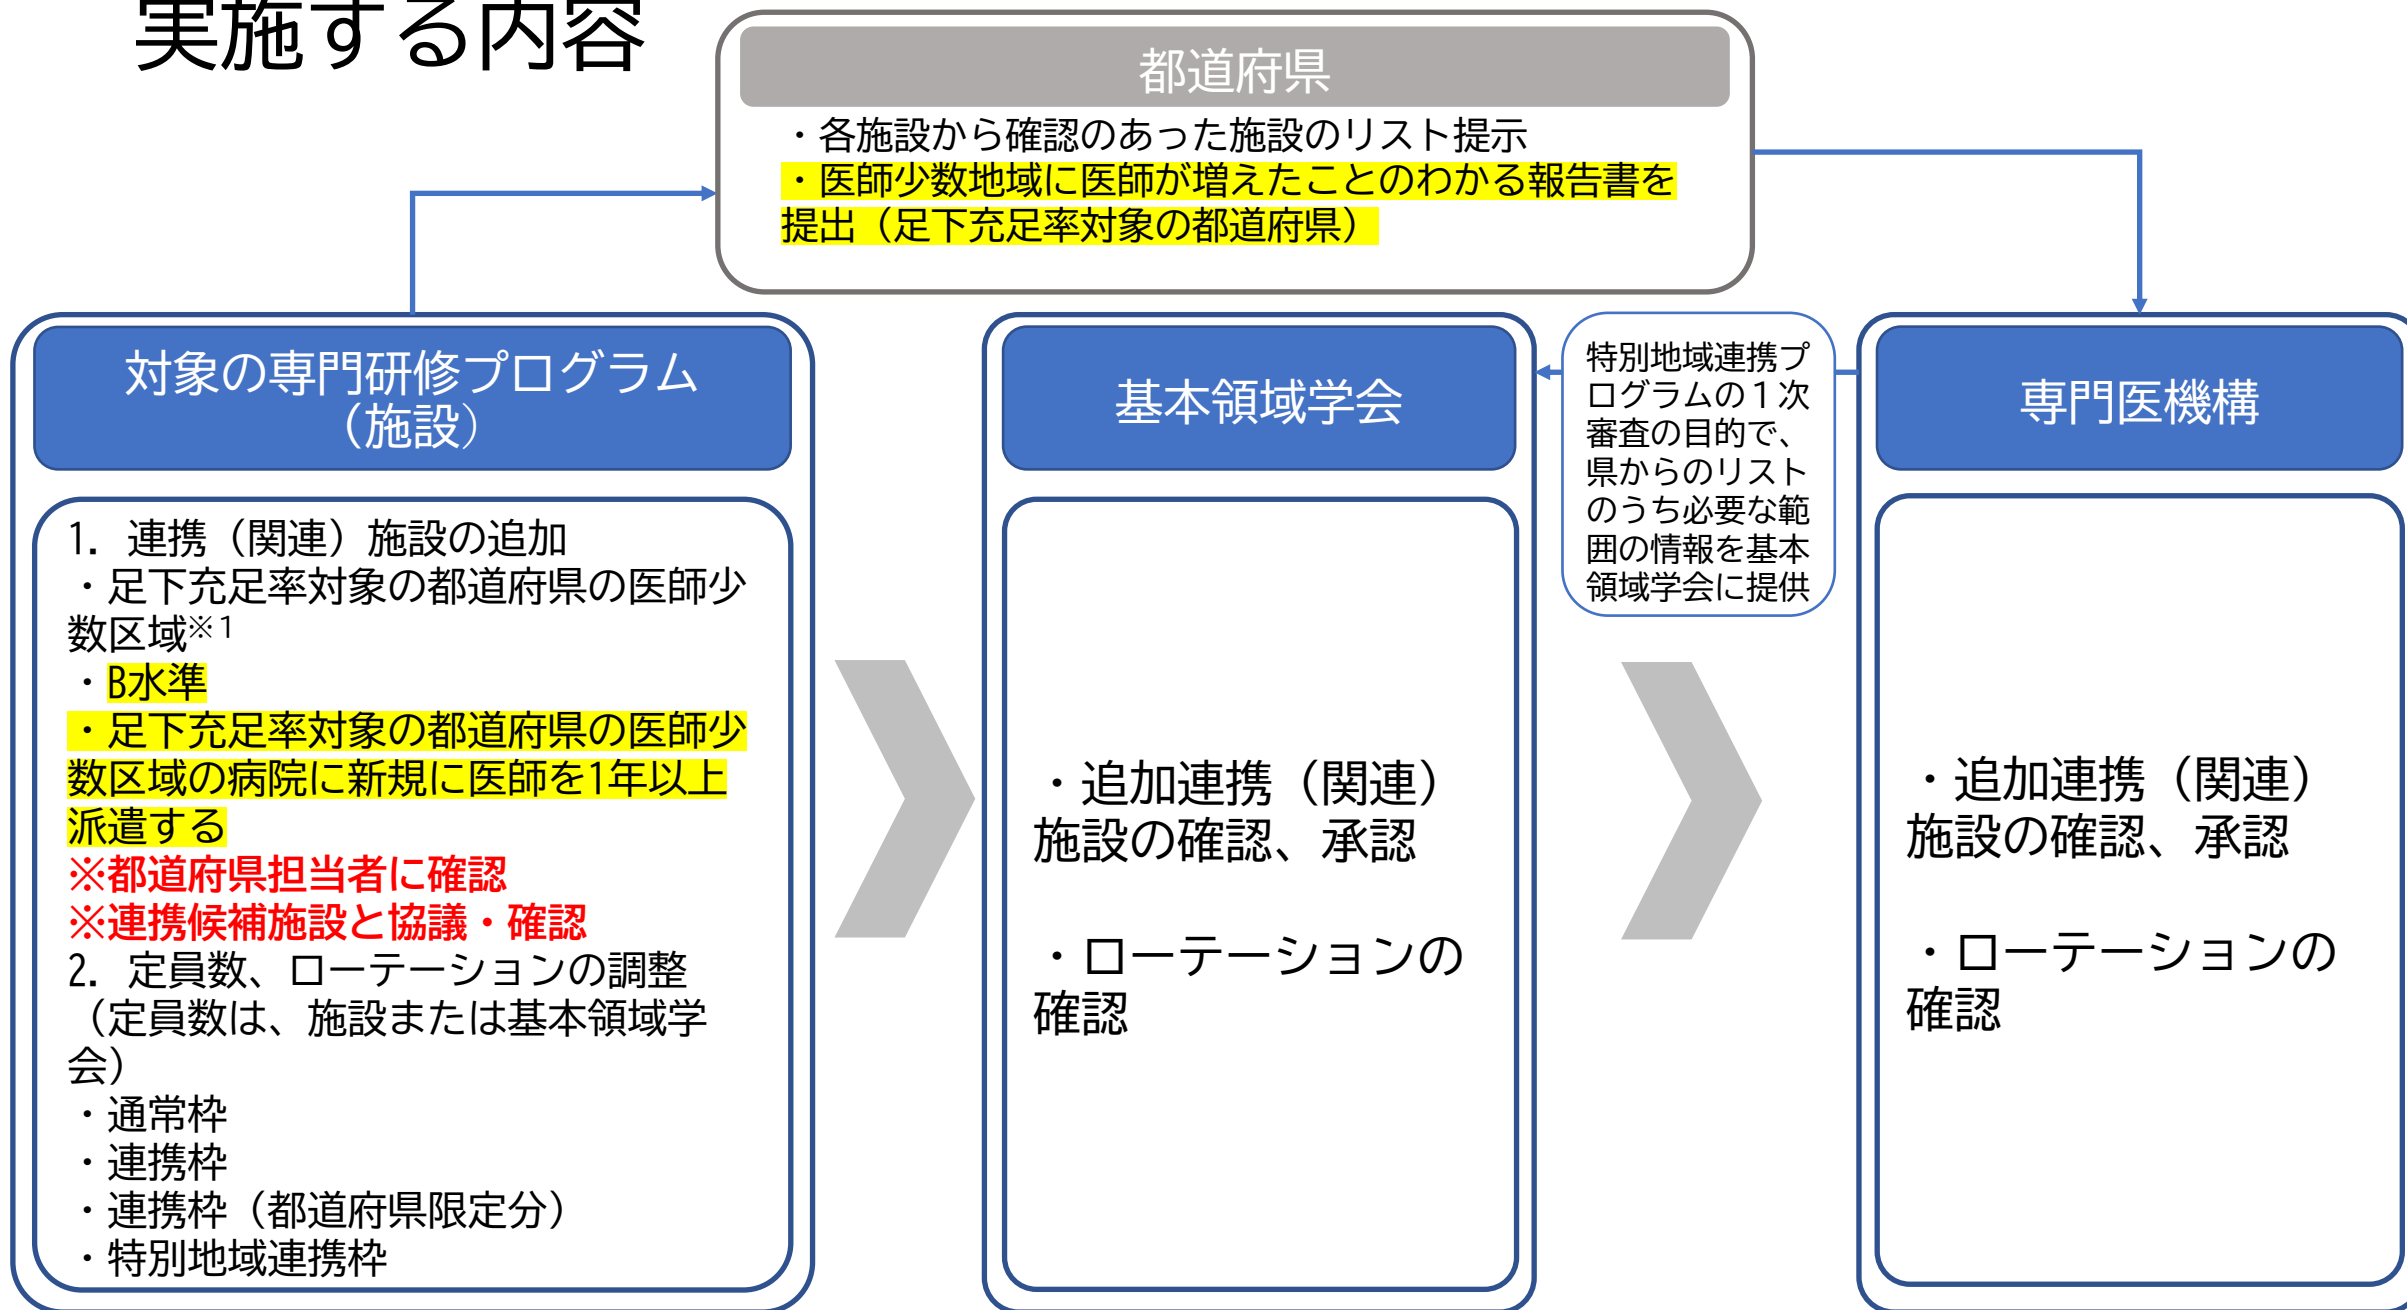 実施する内容
都道府県
・各施設から確認のあった施設のリスト提示
・医師少数地域に医師が増えたことのわかる報告書を
提出（足下充足率対象の都道府県）
対象の専門研修プログラム
（施設）
1. 連携（関連）施設の追加
・足下充足率対象の都道府県の医師少
数区域※1
・B水準
・足下充足率対象の都道府県の医師少
数区域の病院に新規に医師を1年以上
派遣する
※都道府県担当者に確認
※連携候補施設と協議・確認
2. 定員数、ローテーションの調整
（定員数は、施設または基本領域学
会）
・通常枠
・連携枠
・連携枠（都道府県限定分）
・特別地域連携枠
基本領域学会
・追加連携（関連）
施設の確認、承認
・ローテーションの
確認
特別地域連携プ
ログラムの１次
審査の目的で、
県からのリスト
のうち必要な範
囲の情報を基本
領域学会に提供
専門医機構
・追加連携（関連）
施設の確認、承認
・ローテーションの
確認